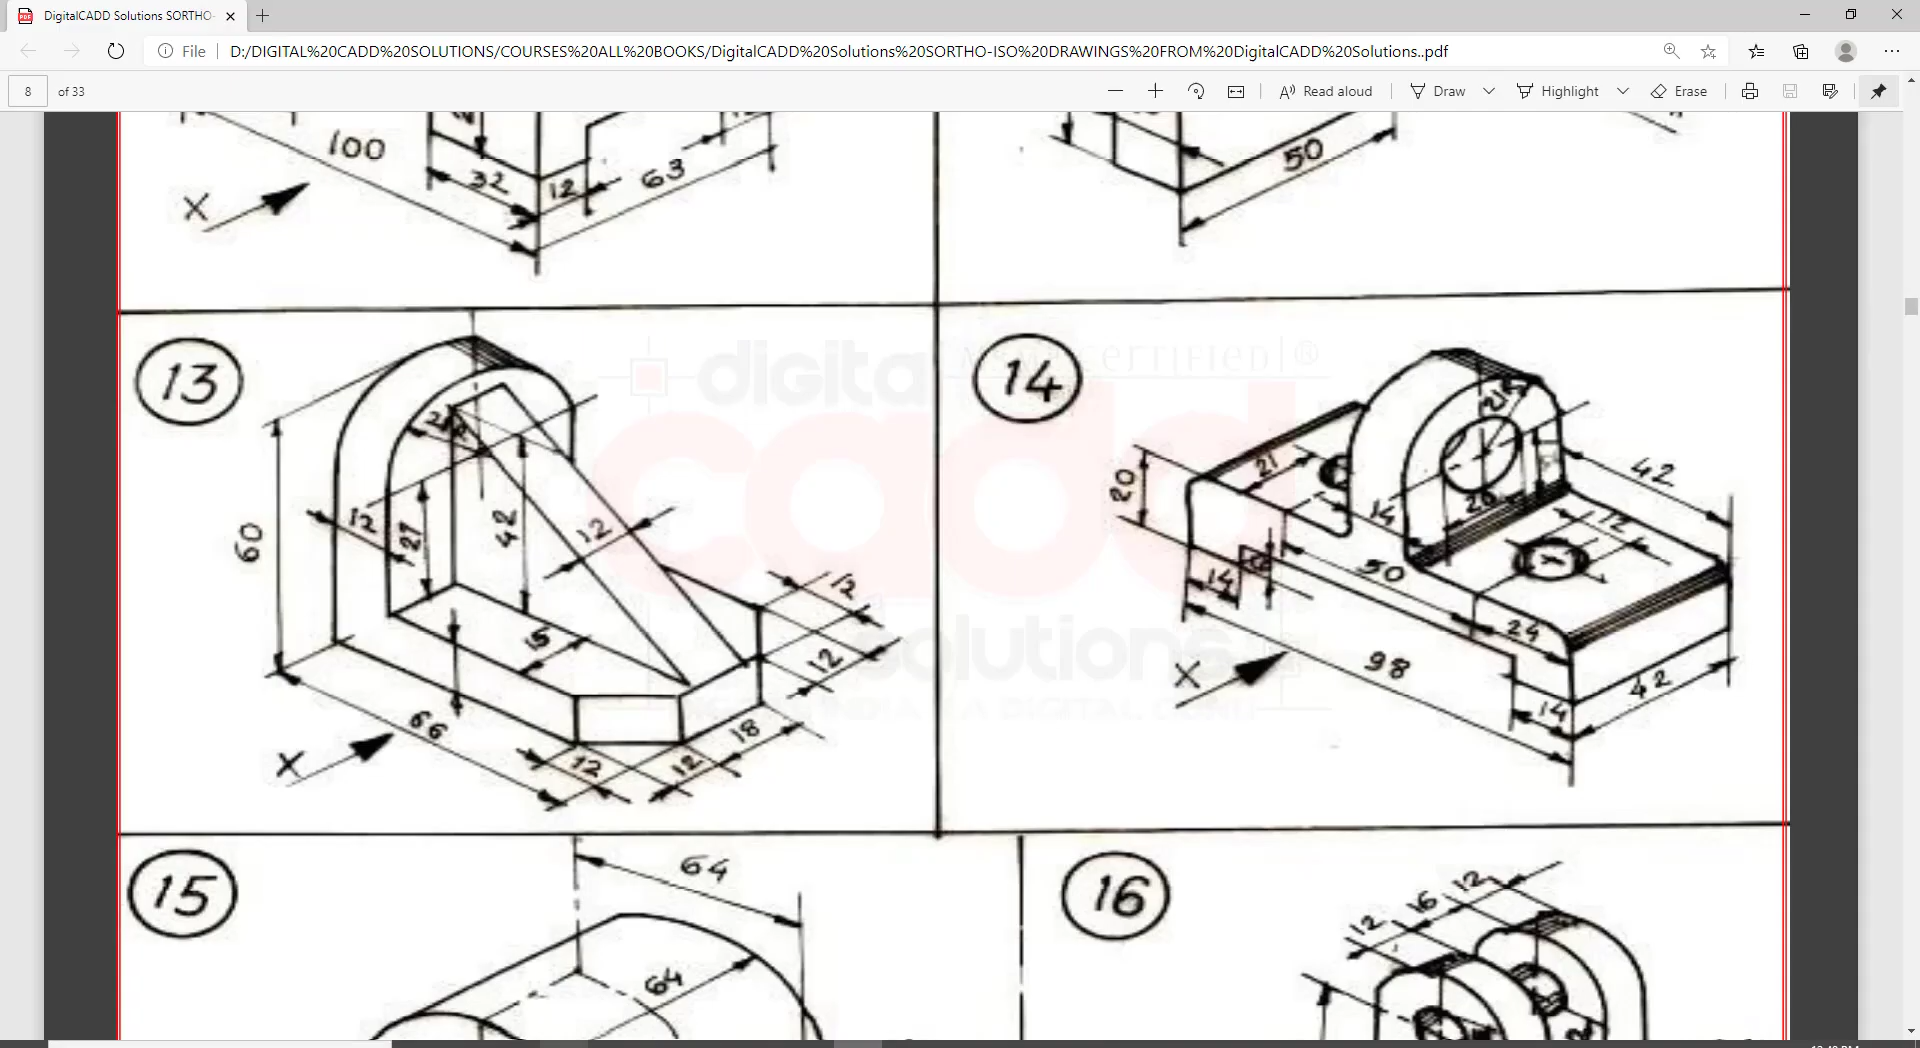 DigitalCADD Solutions SORTHO-
File
D:/DIGITAL%20CADD%20SOLUTIONS/COURSES%20ALL%20BOOKS/DigitalCADD%20Solutions%20SORTHO-ISO%20DRAWINGS%20FROM%20DigitalCADD%20Solutions..pdf
8 of 33
Read aloud
Draw
Highlight
Erase
100
32
12
63
X
50
13
60
12
21
42
12
15
12
12
66
12
12
18
X
14
20
21
14
26
42
12
50
14
24
98
42
14
X
digital
CERTIFIED ®
cadd
solutions
15
64
64
16
12
16
12